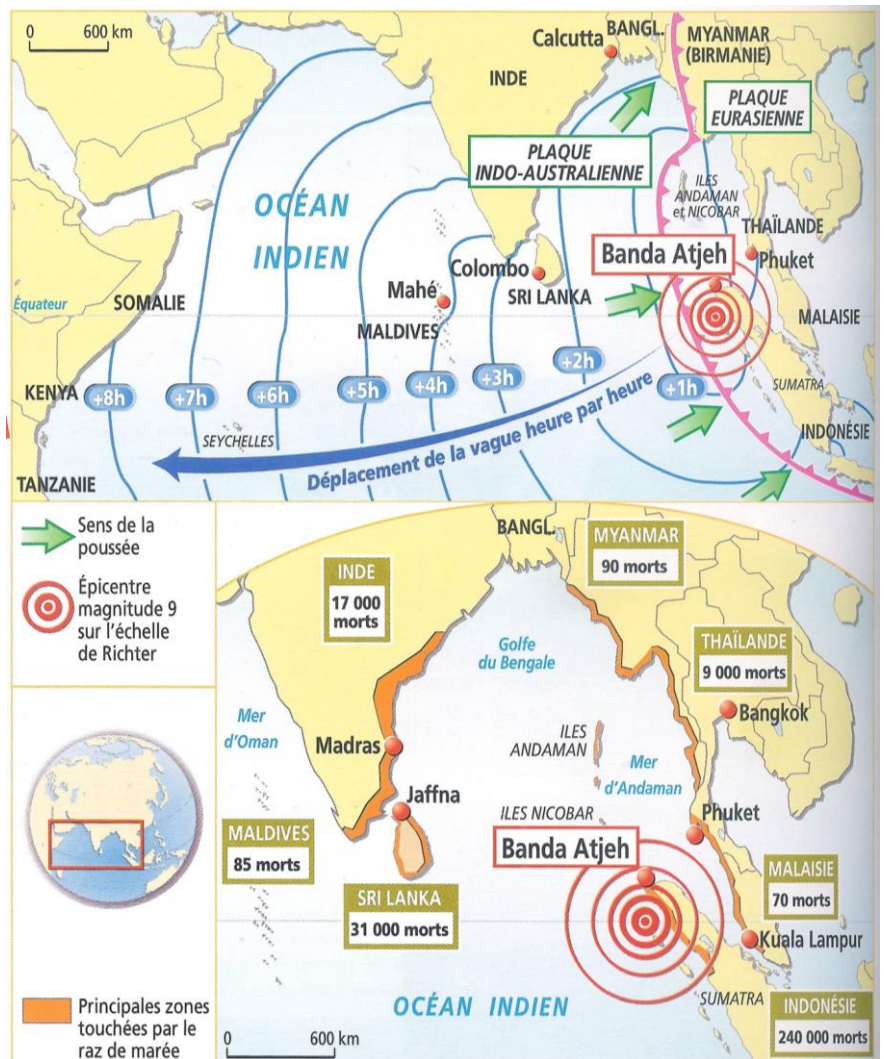 0 600 km
Calcutta
BANGL.
MYANMAR
(BIRMANIE)
INDE
PLAQUE
EURASIENNE
PLAQUE
INDO-AUSTRALIENNE
OCÉAN
INDIEN
ILES
ANDAMAN
et NICOBAR
THAÏLANDE
Banda Atjeh
Phuket
Colombo
Mahé
SRI LANKA
Équateur
SOMALIE
MALDIVES
MALAISIE
+8h
+7h
+6h
+5h
+4h
+3h
+2h
+1h
KENYA
SUMATRA
SEYCHELLES
INDONÉSIE
Déplacement de la vague heure par heure
TANZANIE
Sens de la
poussée
Épicentre
magnitude 9
sur l'échelle
de Richter
Principales zones
touchées par le
raz de marée
BANGL.
MYANMAR
90 morts
INDE
17 000
morts
Golfe
du Bengale
THAÏLANDE
9 000 morts
Bangkok
Mer
d'Oman
ILES
ANDAMAN
Madras
Mer
d'Andaman
Jaffna
ILES NICOBAR
Phuket
Banda Atjeh
MALDIVES
85 morts
MALAISIE
70 morts
SRI LANKA
31 000 morts
Kuala Lampur
OCÉAN INDIEN
SUMATRA
INDONÉSIE
240 000 morts
0 600 km